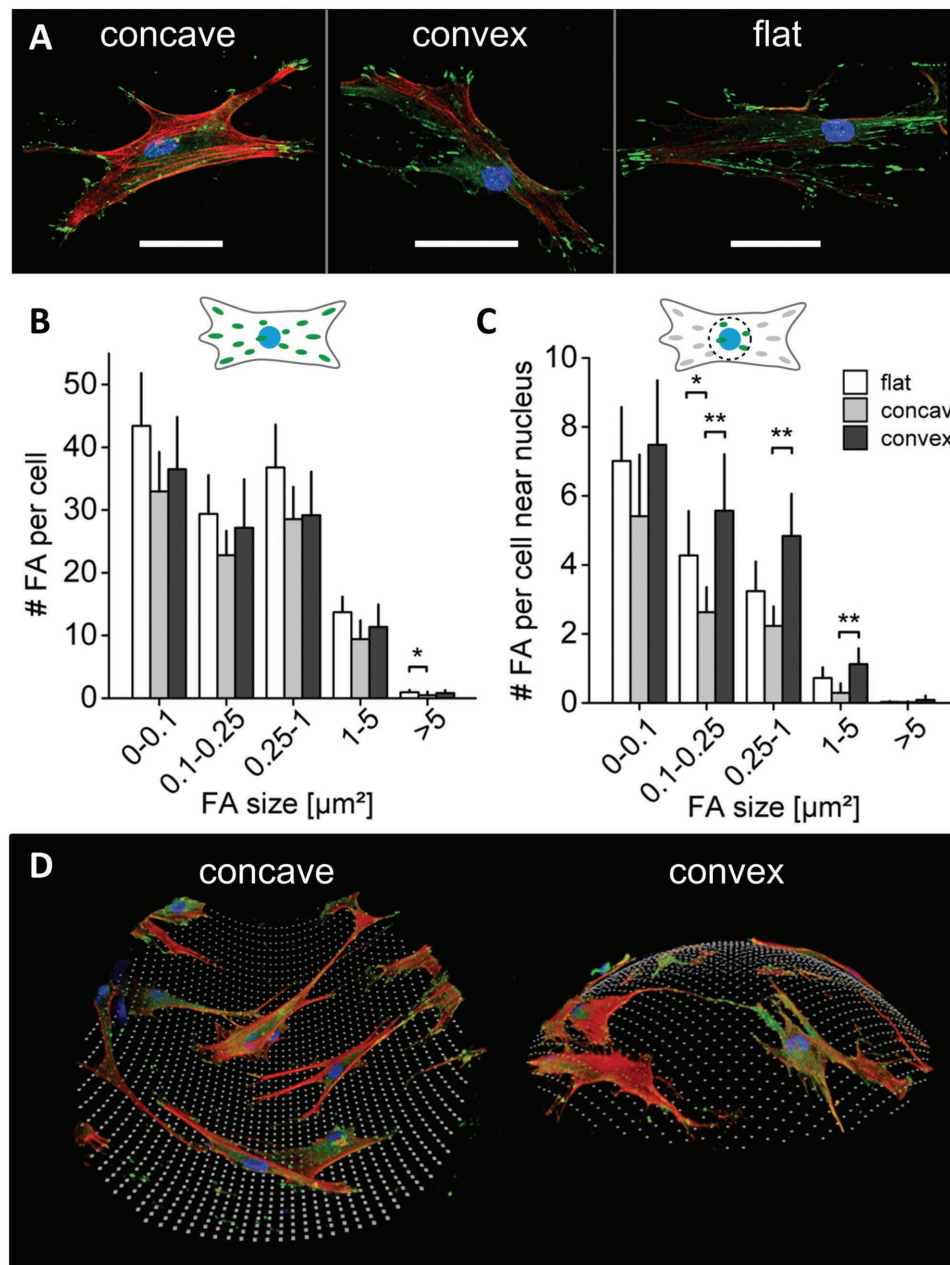 A
concave
convex
flat
B
# FA per cell
50
40
30
20
10
0
*
0-0.1
0.1-0.25
0.25-1
1-5
>5
FA size [µm²]
C
# FA per cell near nucleus
10
8
6
4
2
0
*
**
**
**
0-0.1
0.1-0.25
0.25-1
1-5
>5
FA size [µm²]
flat
concav
convex
D
concave
convex